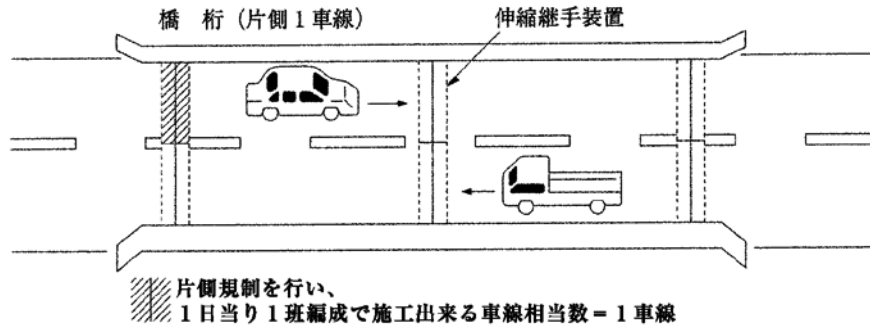 橋 桁（片側１車線）
伸縮継手装置
片側規制を行い、
１日当り１班編成で施工出来る車線相当数＝１車線